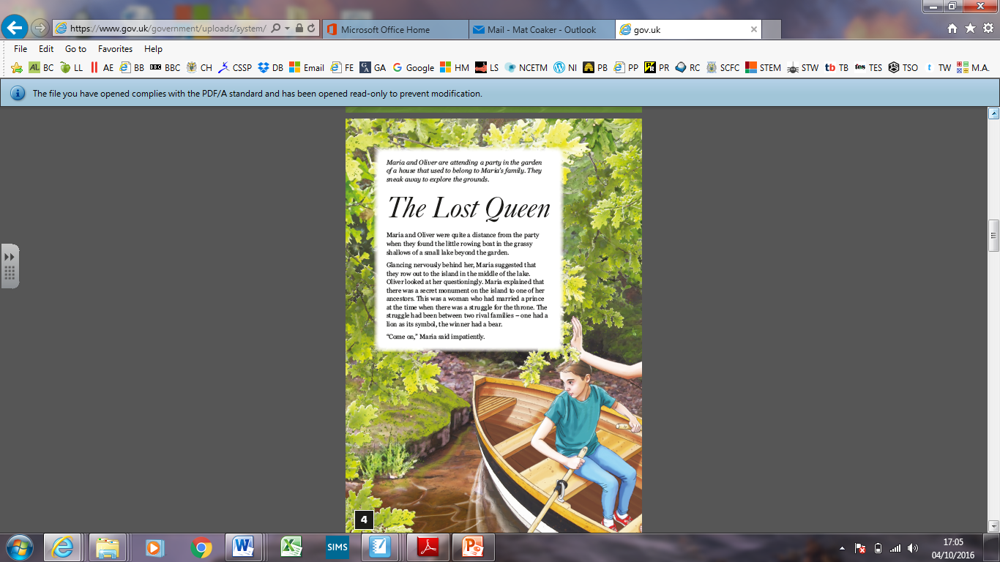 https://www.gov.uk/government/uploads/system/
Microsoft Office Home
Mail - Mat Coaker - Outlook
gov.uk
File Edit Go to Favorites Help
AL BC LL AE BB BBC CH CSSP DB Email FE GA Google HM LS NCETM NI PB PP PR RC SCFC STEM STW tb TB tes TES TSO t TW M.A.
The file you have opened complies with the PDF/A standard and has been opened read-only to prevent modification.
Maria and Oliver are attending a party in the garden
of a house that used to belong to Maria's family. They
sneak away to explore the grounds.
The Lost Queen
Maria and Oliver were quite a distance from the party
when they found the little rowing boat in the grassy
shallows of a small lake beyond the garden.
Glancing nervously behind her, Maria suggested that
they row out to the island in the middle of the lake.
Oliver looked at her questioningly. Maria explained that
there was a secret monument on the island to one of her
ancestors. This was a woman who had married a prince
at the time when there was a struggle for the throne. The
struggle had been between two rival families – one had a
lion as its symbol, the winner had a bear.
“Come on,” Maria said impatiently.
4
SIMS
17:05
04/10/2016